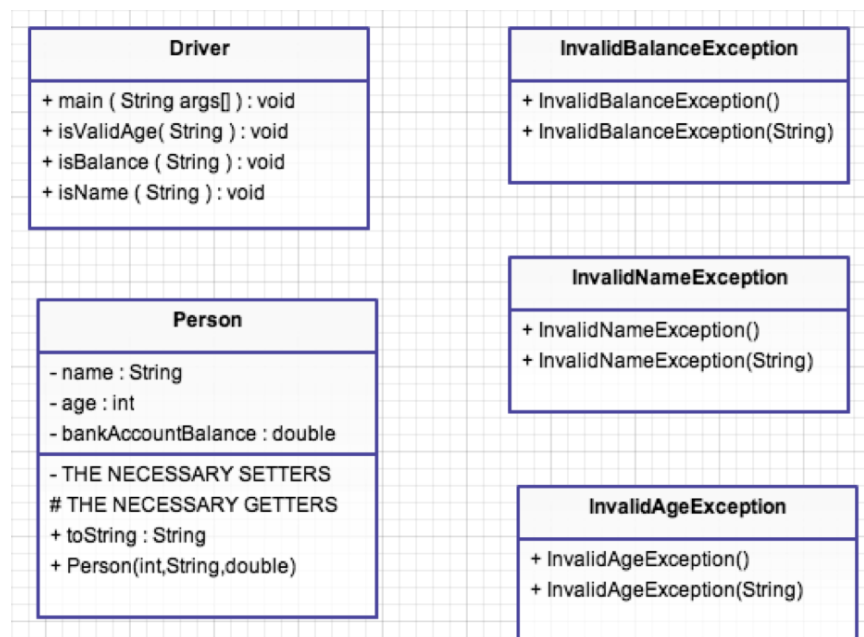 Driver
+ main ( String args[] ) : void
+ isValidAge( String ) : void
+ isBalance ( String ) : void
+ isName ( String ) : void
Person
- name : String
- age : int
- bankAccountBalance : double
- THE NECESSARY SETTERS
# THE NECESSARY GETTERS
+ toString : String
+ Person(int,String,double)
InvalidBalanceException
+ InvalidBalanceException()
+ InvalidBalanceException(String)
InvalidNameException
+ InvalidNameException()
+ InvalidNameException(String)
InvalidAgeException
+ InvalidAgeException()
+ InvalidAgeException(String)